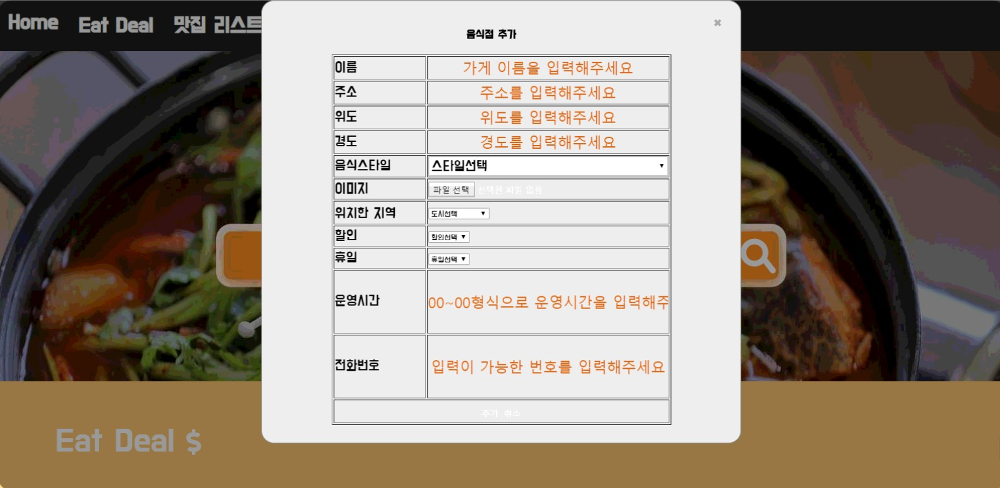 Home Eat Deal 맛집 리스트
음식점 추가
이름 가게 이름을 입력해주세요
주소 주소를 입력해주세요
위도 위도를 입력해주세요
경도 경도를 입력해주세요
음식스타일 스타일선택
이미지 파일 선택 선택된 파일 없음
위치한 지역 도시선택
할인 할인선택
휴일 휴일선택
운영시간 00~00형식으로 운영시간을 입력해주
전화번호 입력이 가능한 번호를 입력해주세요
추가 취소
Eat Deal $